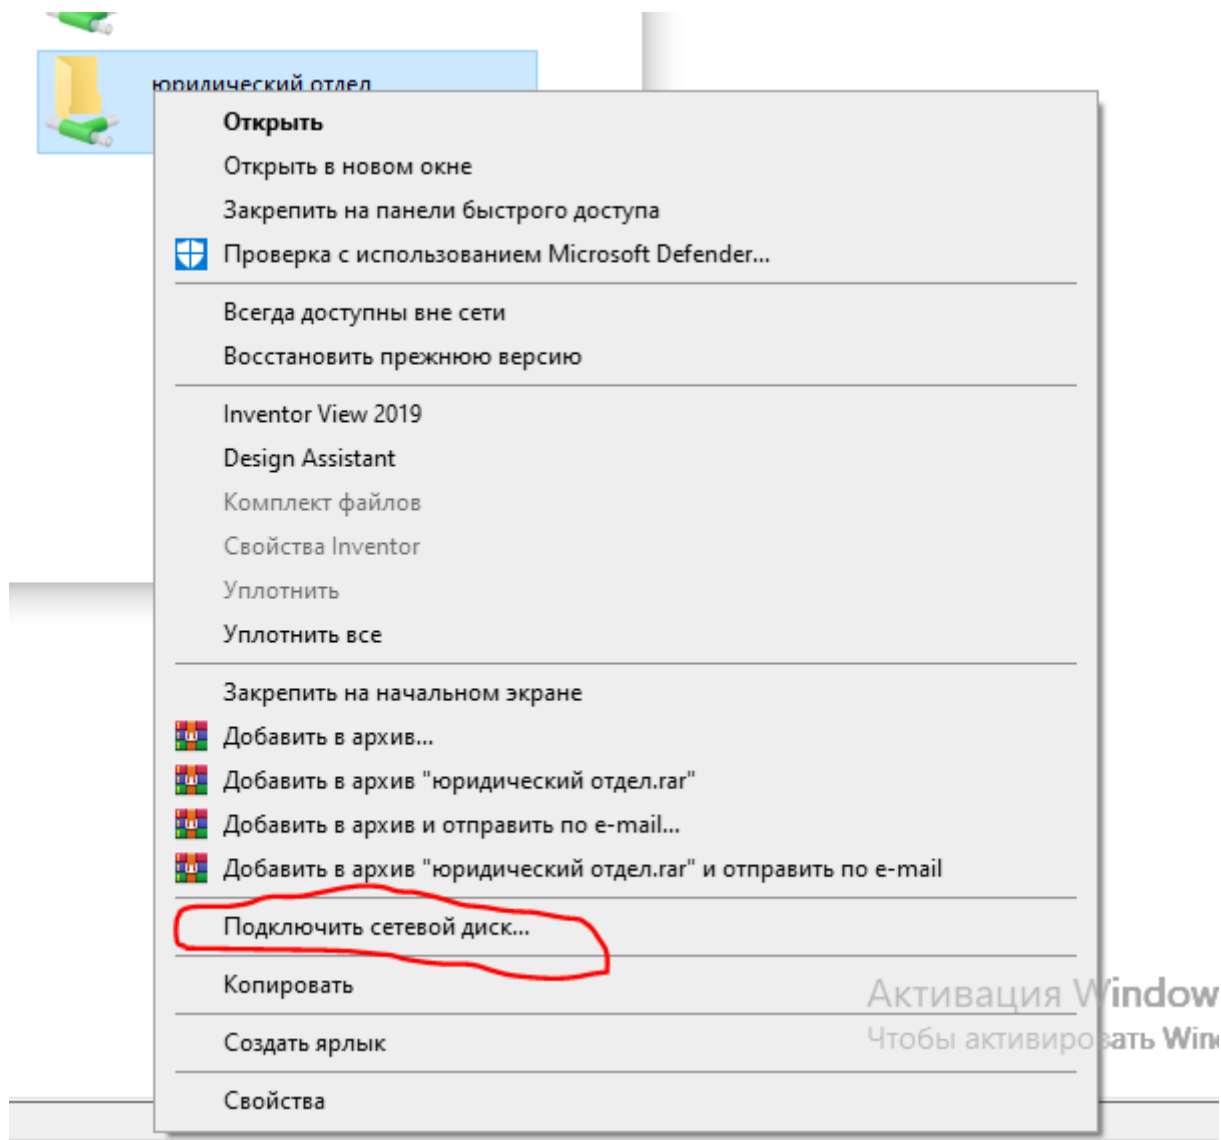 юридический отдел
Открыть
Открыть в новом окне
Закрепить на панели быстрого доступа
Проверка с использованием Microsoft Defender...
Всегда доступны вне сети
Восстановить прежнюю версию
Inventor View 2019
Design Assistant
Комплект файлов
Свойства Inventor
Уплотнить
Уплотнить все
Закрепить на начальном экране
Добавить в архив...
Добавить в архив "юридический отдел.rar"
Добавить в архив и отправить по e-mail...
Добавить в архив "юридический отдел.rar" и отправить по e-mail
Подключить сетевой диск...
Копировать
Активация Window
Создать ярлык
Чтобы активировать Win
Свойства